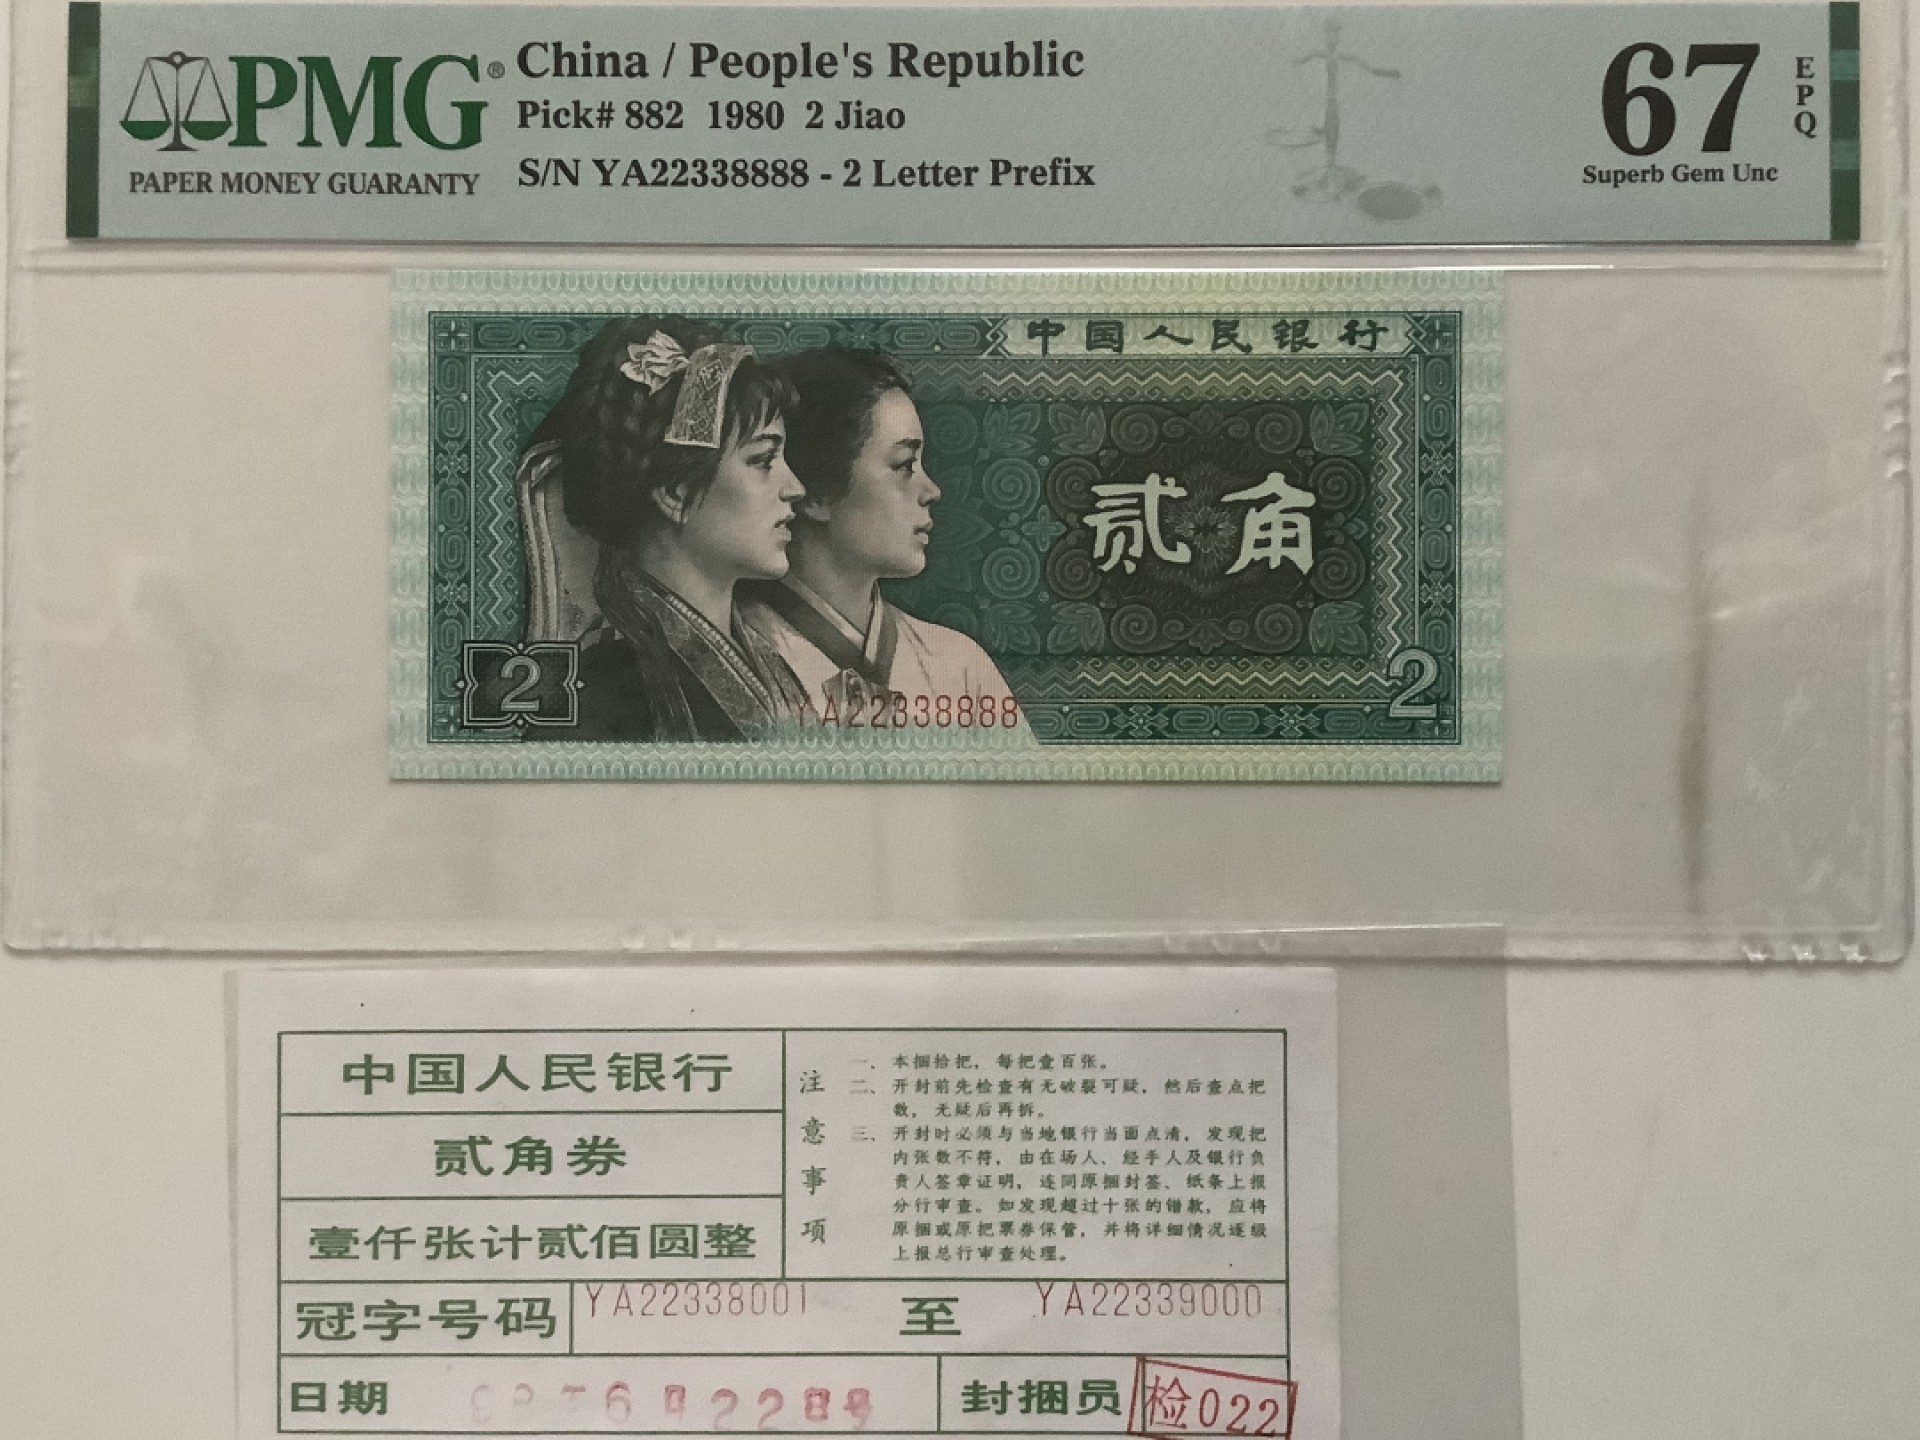 PMG®
PAPER MONEY GUARANTY
China / People's Republic
Pick# 882 1980 2 Jiao
S/N YA22338888 - 2 Letter Prefix
67
EPQ
Superb Gem Unc
中国人民银行
贰角
2
2
YA22338888
中国人民银行
贰角券
壹仟张计贰佰圆整
注意事项
一、本捆拾把，每把壹百张。
二、开封前先检查有无破裂可疑，然后查点把
数，无疑后再拆。
三、开封时必须与当地银行当面点清，发现把
内张数不符，由在场人、经手人及银行负
责人签章证明，连同原捆封签、纸条上报
分行审查。如发现超过十张的错款，应将
原捆或原把票券保管，并将详细情况逐级
上报总行审查处理。
冠字号码 YA22338001 至 YA22339000
日期
封捆员 检022